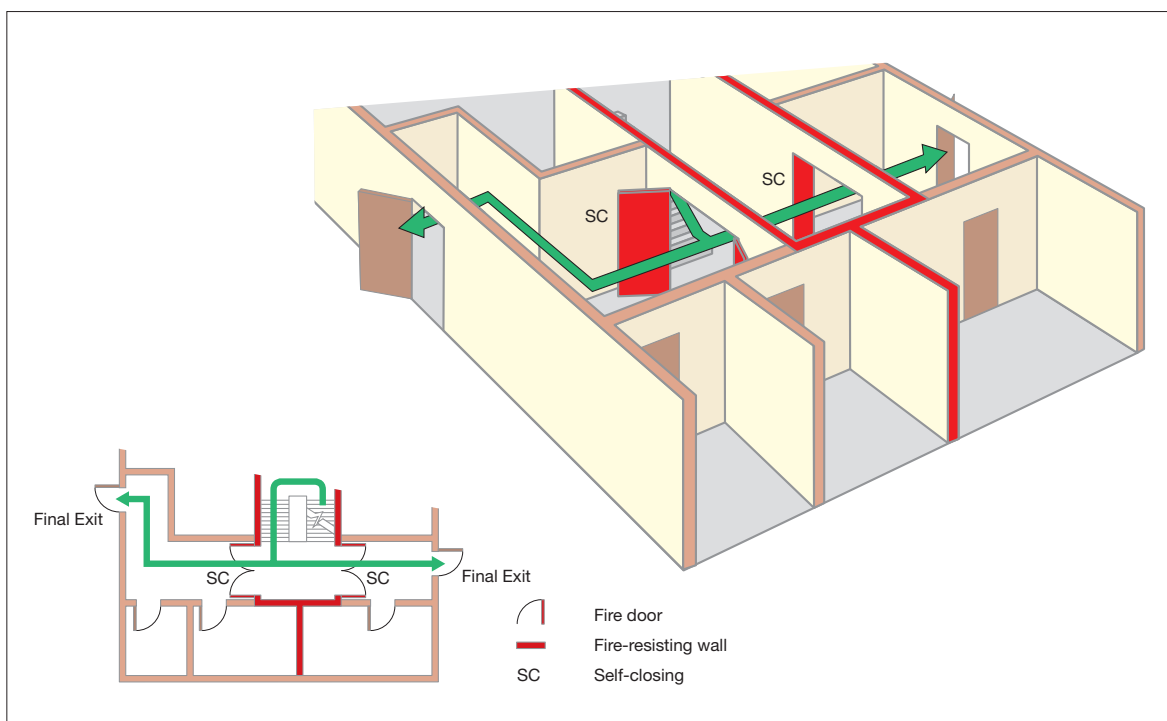 SC
SC
Final Exit
SC
SC
Final Exit
Fire door
Fire-resisting wall
SC
Self-closing